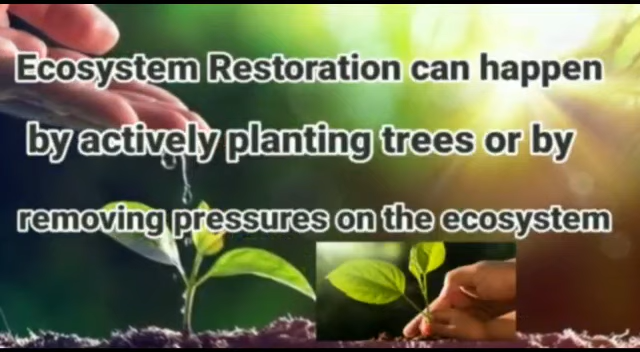 Ecosystem Restoration can happen
by actively planting trees or by
removing pressures on the ecosystem